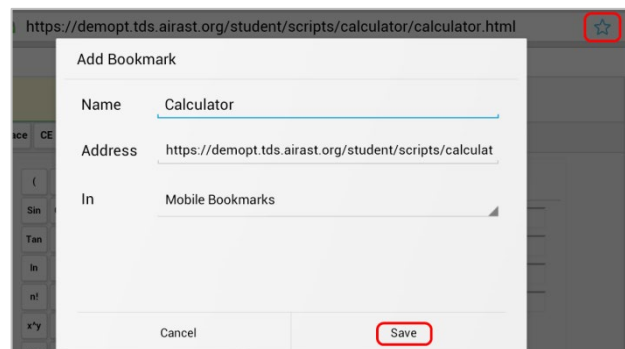 https://demopt.tds.airast.org/student/scripts/calculator/calculator.html
Add Bookmark
Name Calculator
Address https://demopt.tds.airast.org/student/scripts/calculat
In Mobile Bookmarks
CE
(
Sin
Tan
ln
n!
x^y
Cancel Save